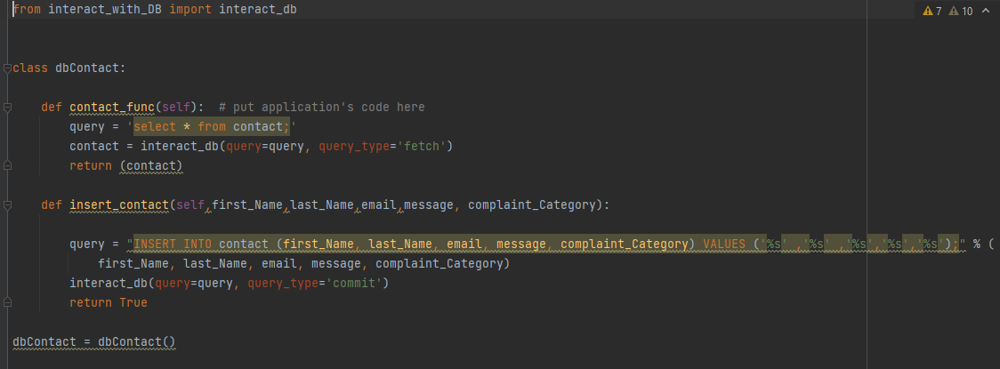 from interact_with_DB import interact_db
7 10
class dbContact:
def contact_func(self):  # put application's code here
query = 'select * from contact;'
contact = interact_db(query=query, query_type='fetch')
return (contact)
def insert_contact(self,first_Name,last_Name,email,message, complaint_Category):
query = "INSERT INTO contact (first_Name, last_Name, email, message, complaint_Category) VALUES ('%s' ,'%s' ,'%s','%s','%s');" % (
first_Name, last_Name, email, message, complaint_Category)
interact_db(query=query, query_type='commit')
return True
dbContact = dbContact()